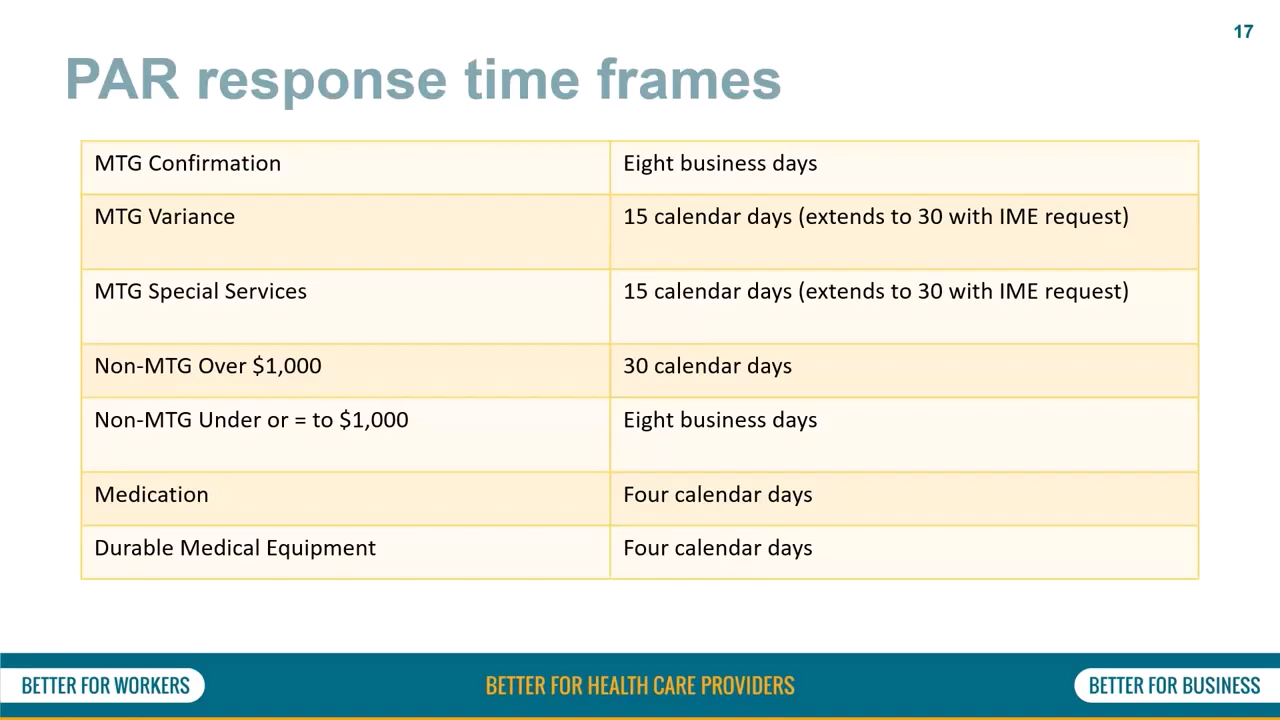 17
PAR response time frames
MTG Confirmation
Eight business days
MTG Variance
15 calendar days (extends to 30 with IME request)
MTG Special Services
15 calendar days (extends to 30 with IME request)
Non-MTG Over $1,000
30 calendar days
Non-MTG Under or = to $1,000
Eight business days
Medication
Four calendar days
Durable Medical Equipment
Four calendar days
BETTER FOR WORKERS
BETTER FOR HEALTH CARE PROVIDERS
BETTER FOR BUSINESS